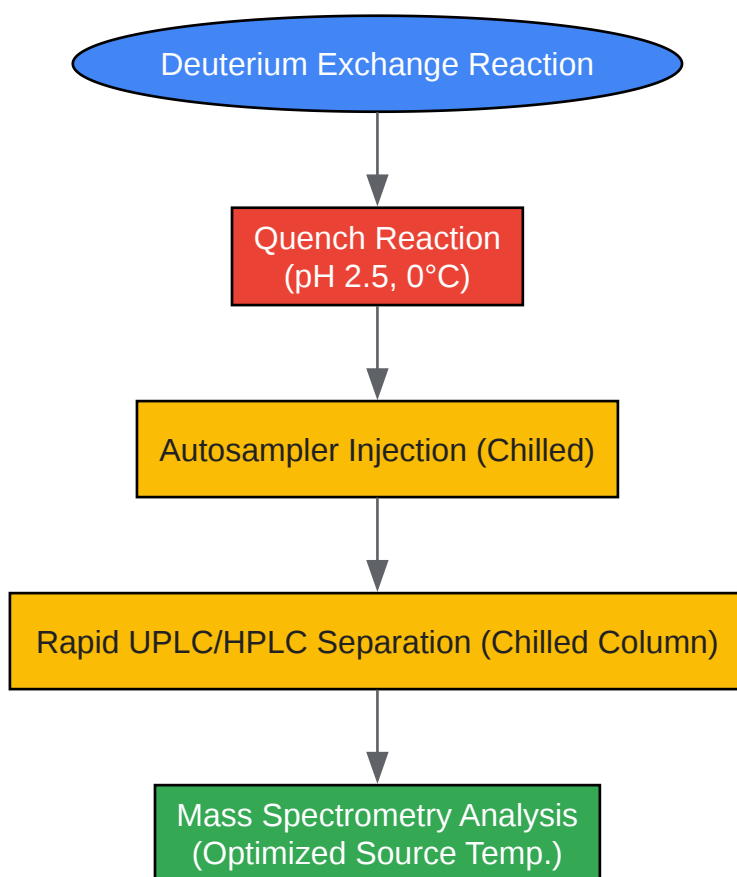 Deuterium Exchange Reaction
Quench Reaction
(pH 2.5, 0°C)
Autosampler Injection (Chilled)
Rapid UPLC/HPLC Separation (Chilled Column)
Mass Spectrometry Analysis
(Optimized Source Temp.)